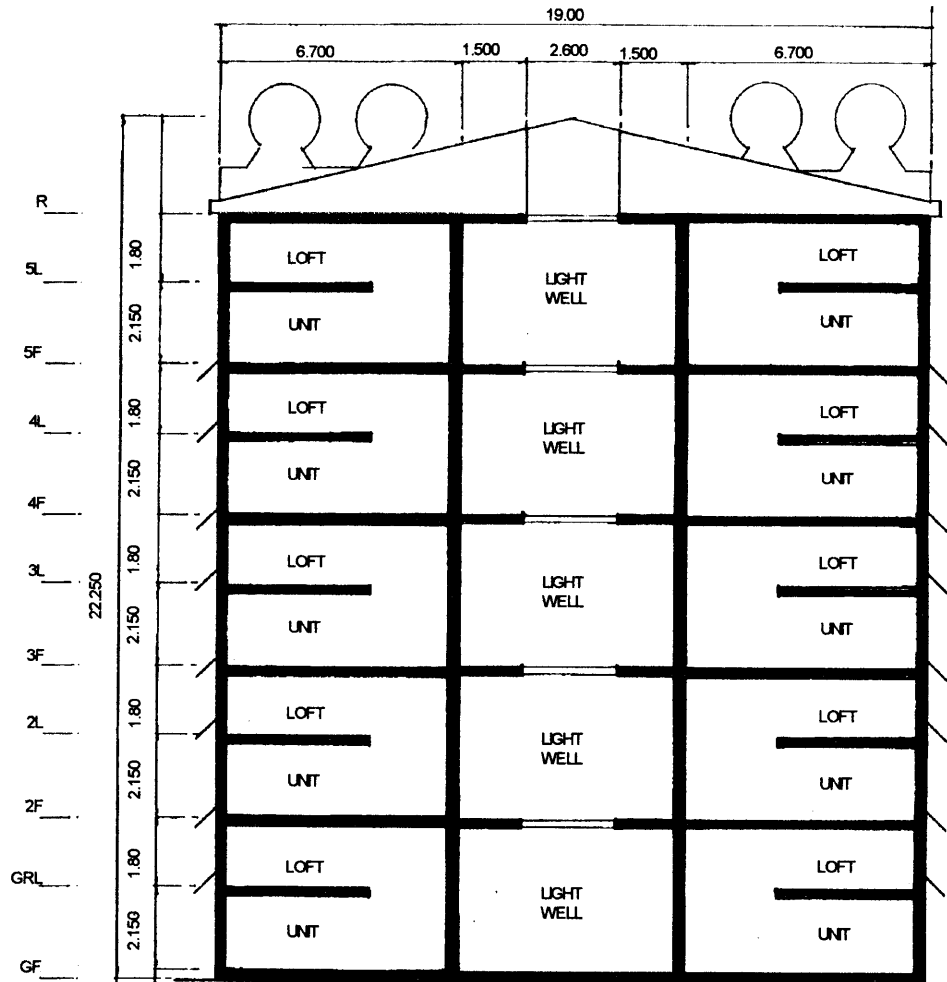 19.00
6.700 1.500 2.600 1.500 6.700
R
1.80 LOFT LOFT
5L LIGHT
WELL
2.150 UNIT UNIT
5F
1.80 LOFT LOFT
4L LIGHT
WELL
2.150 UNIT UNIT
4F
1.80 LOFT LOFT
3L LIGHT
WELL
22.250
2.150 UNIT UNIT
3F
1.80 LOFT LOFT
2L LIGHT
WELL
2.150 UNIT UNIT
2F
1.80 LOFT LOFT
GRL LIGHT
WELL
2.150 UNIT UNIT
GF